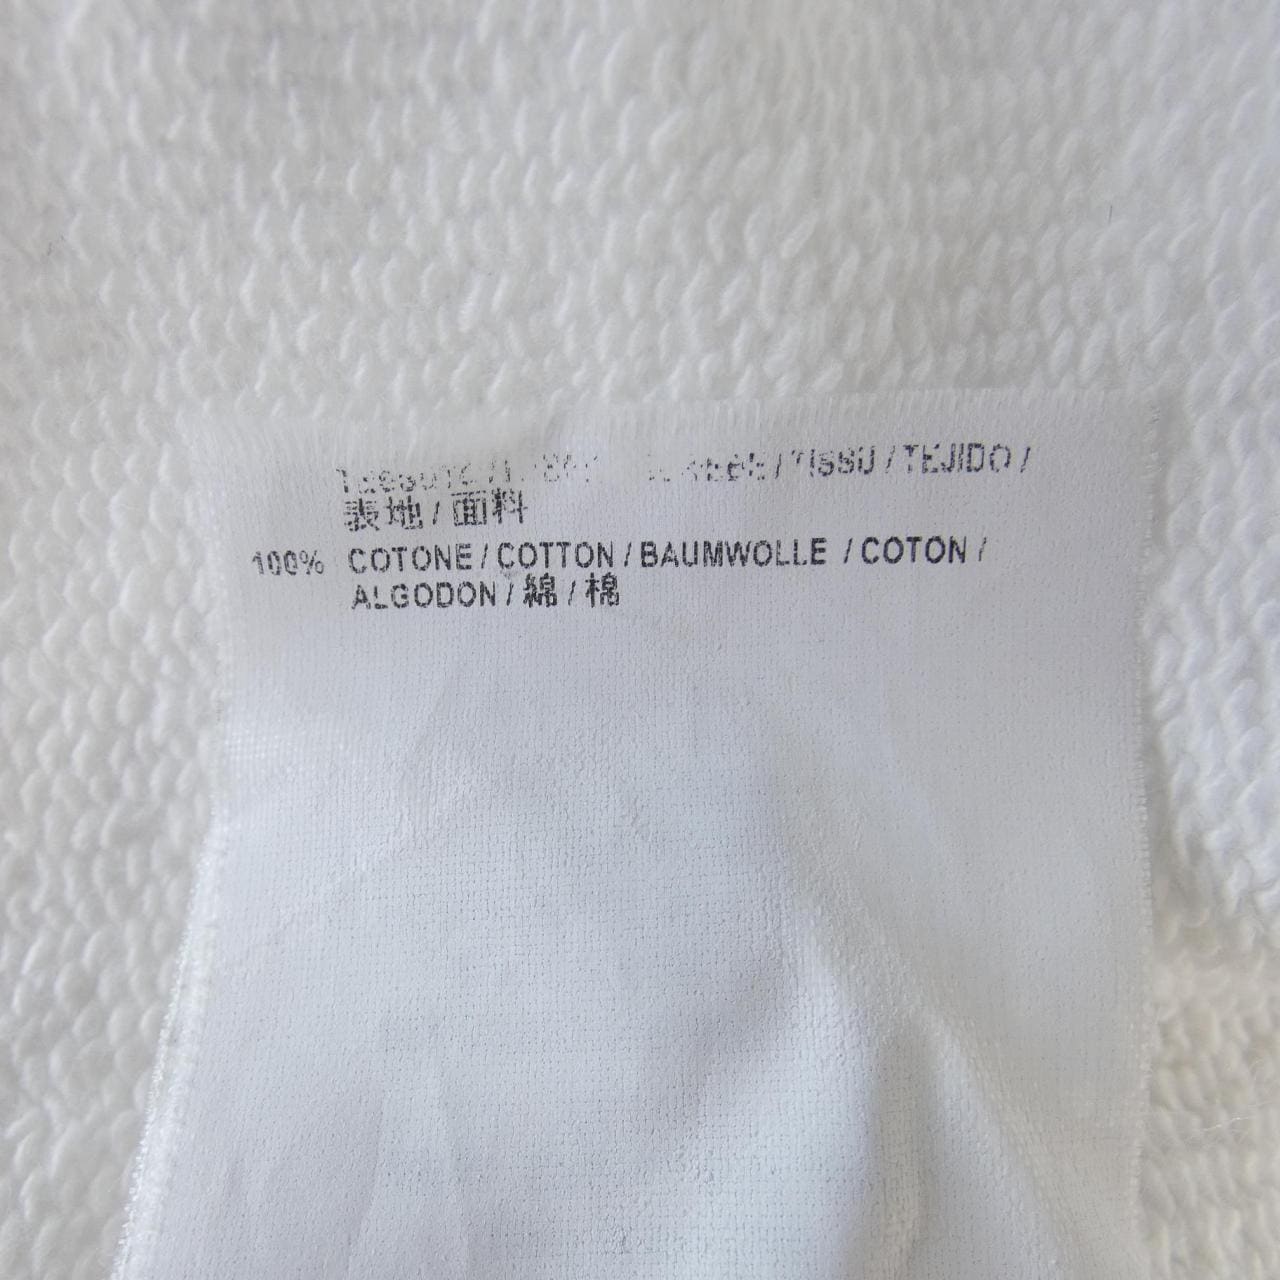 TISSU / TEJIDO /
表地 / 面料
100% COTONE / COTTON / BAUMWOLLE / COTON /
ALGODON / 綿 / 棉